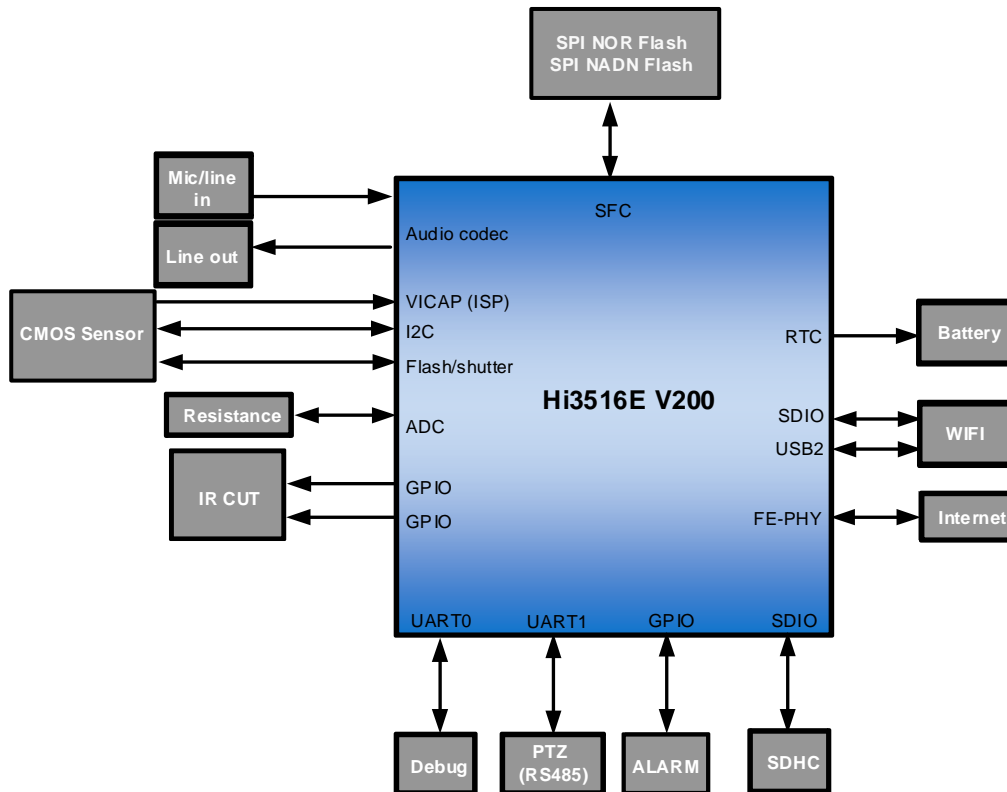 SPI NOR Flash
SPI NADN Flash
Mic/line
in
Line out
CMOS Sensor
Resistance
IR CUT
SFC
Audio codec
VICAP (ISP)
I2C
Flash/shutter
ADC
GPIO
GPIO
Hi3516E V200
RTC
SDIO
USB2
FE-PHY
Battery
WIFI
Internet
UART0
UART1
GPIO
SDIO
Debug
PTZ
(RS485)
ALARM
SDHC